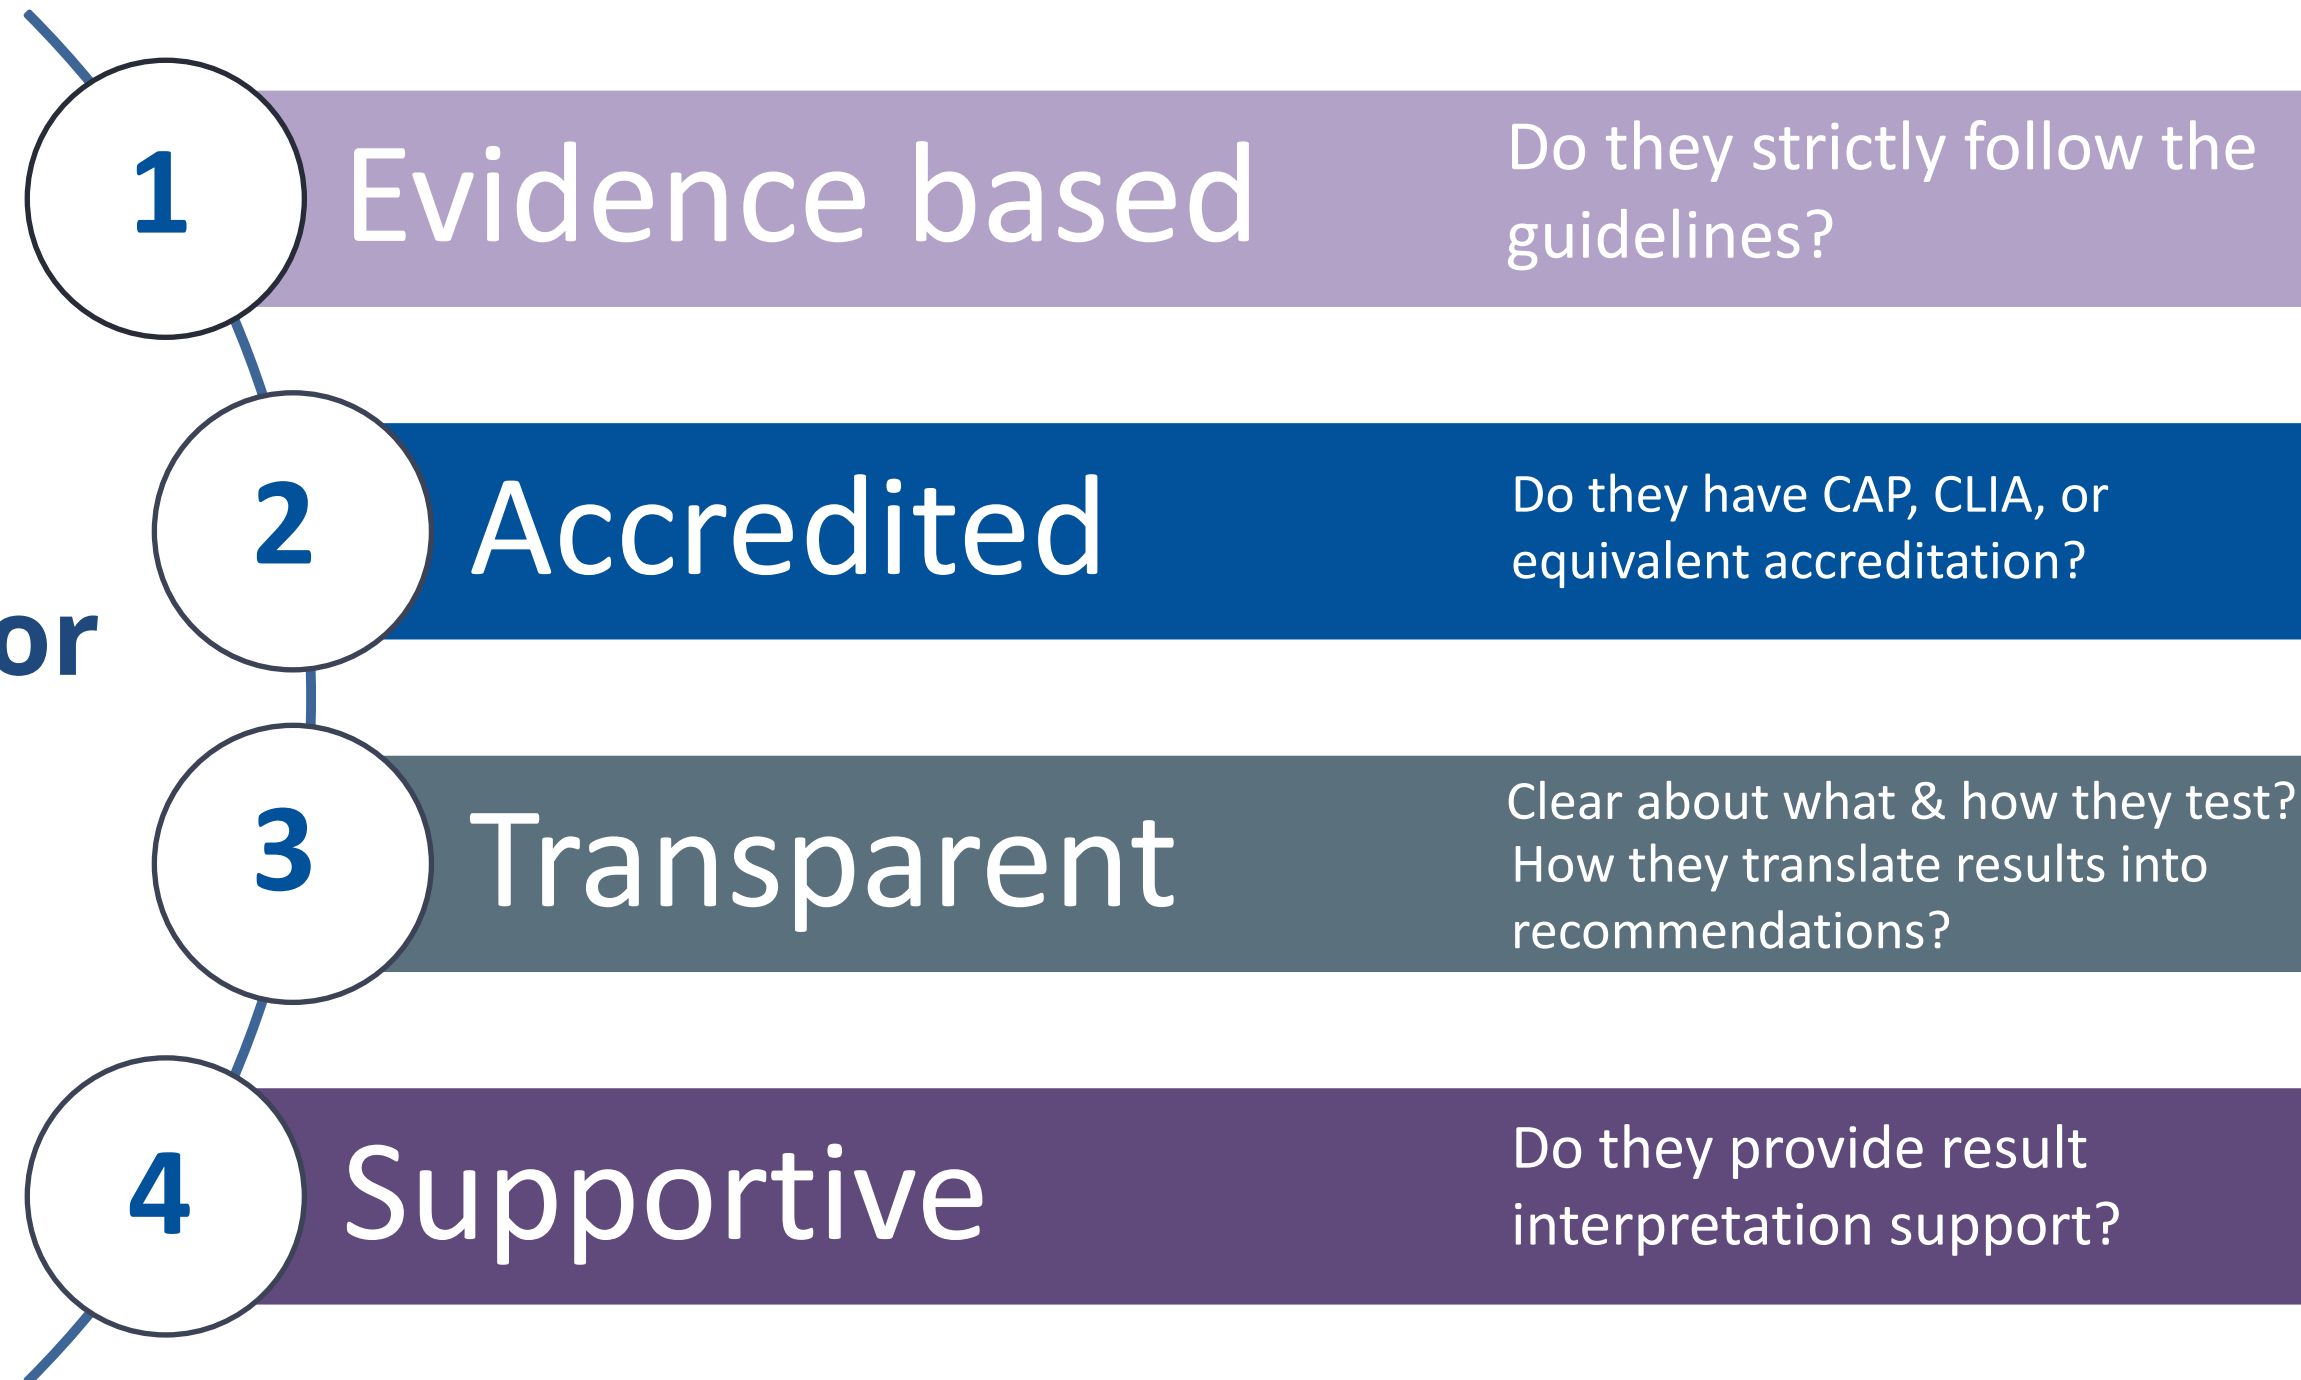 1
Evidence based
Do they strictly follow the
guidelines?
2
Accredited
Do they have CAP, CLIA, or
equivalent accreditation?
or
3
Transparent
Clear about what & how they test?
How they translate results into
recommendations?
4
Supportive
Do they provide result
interpretation support?